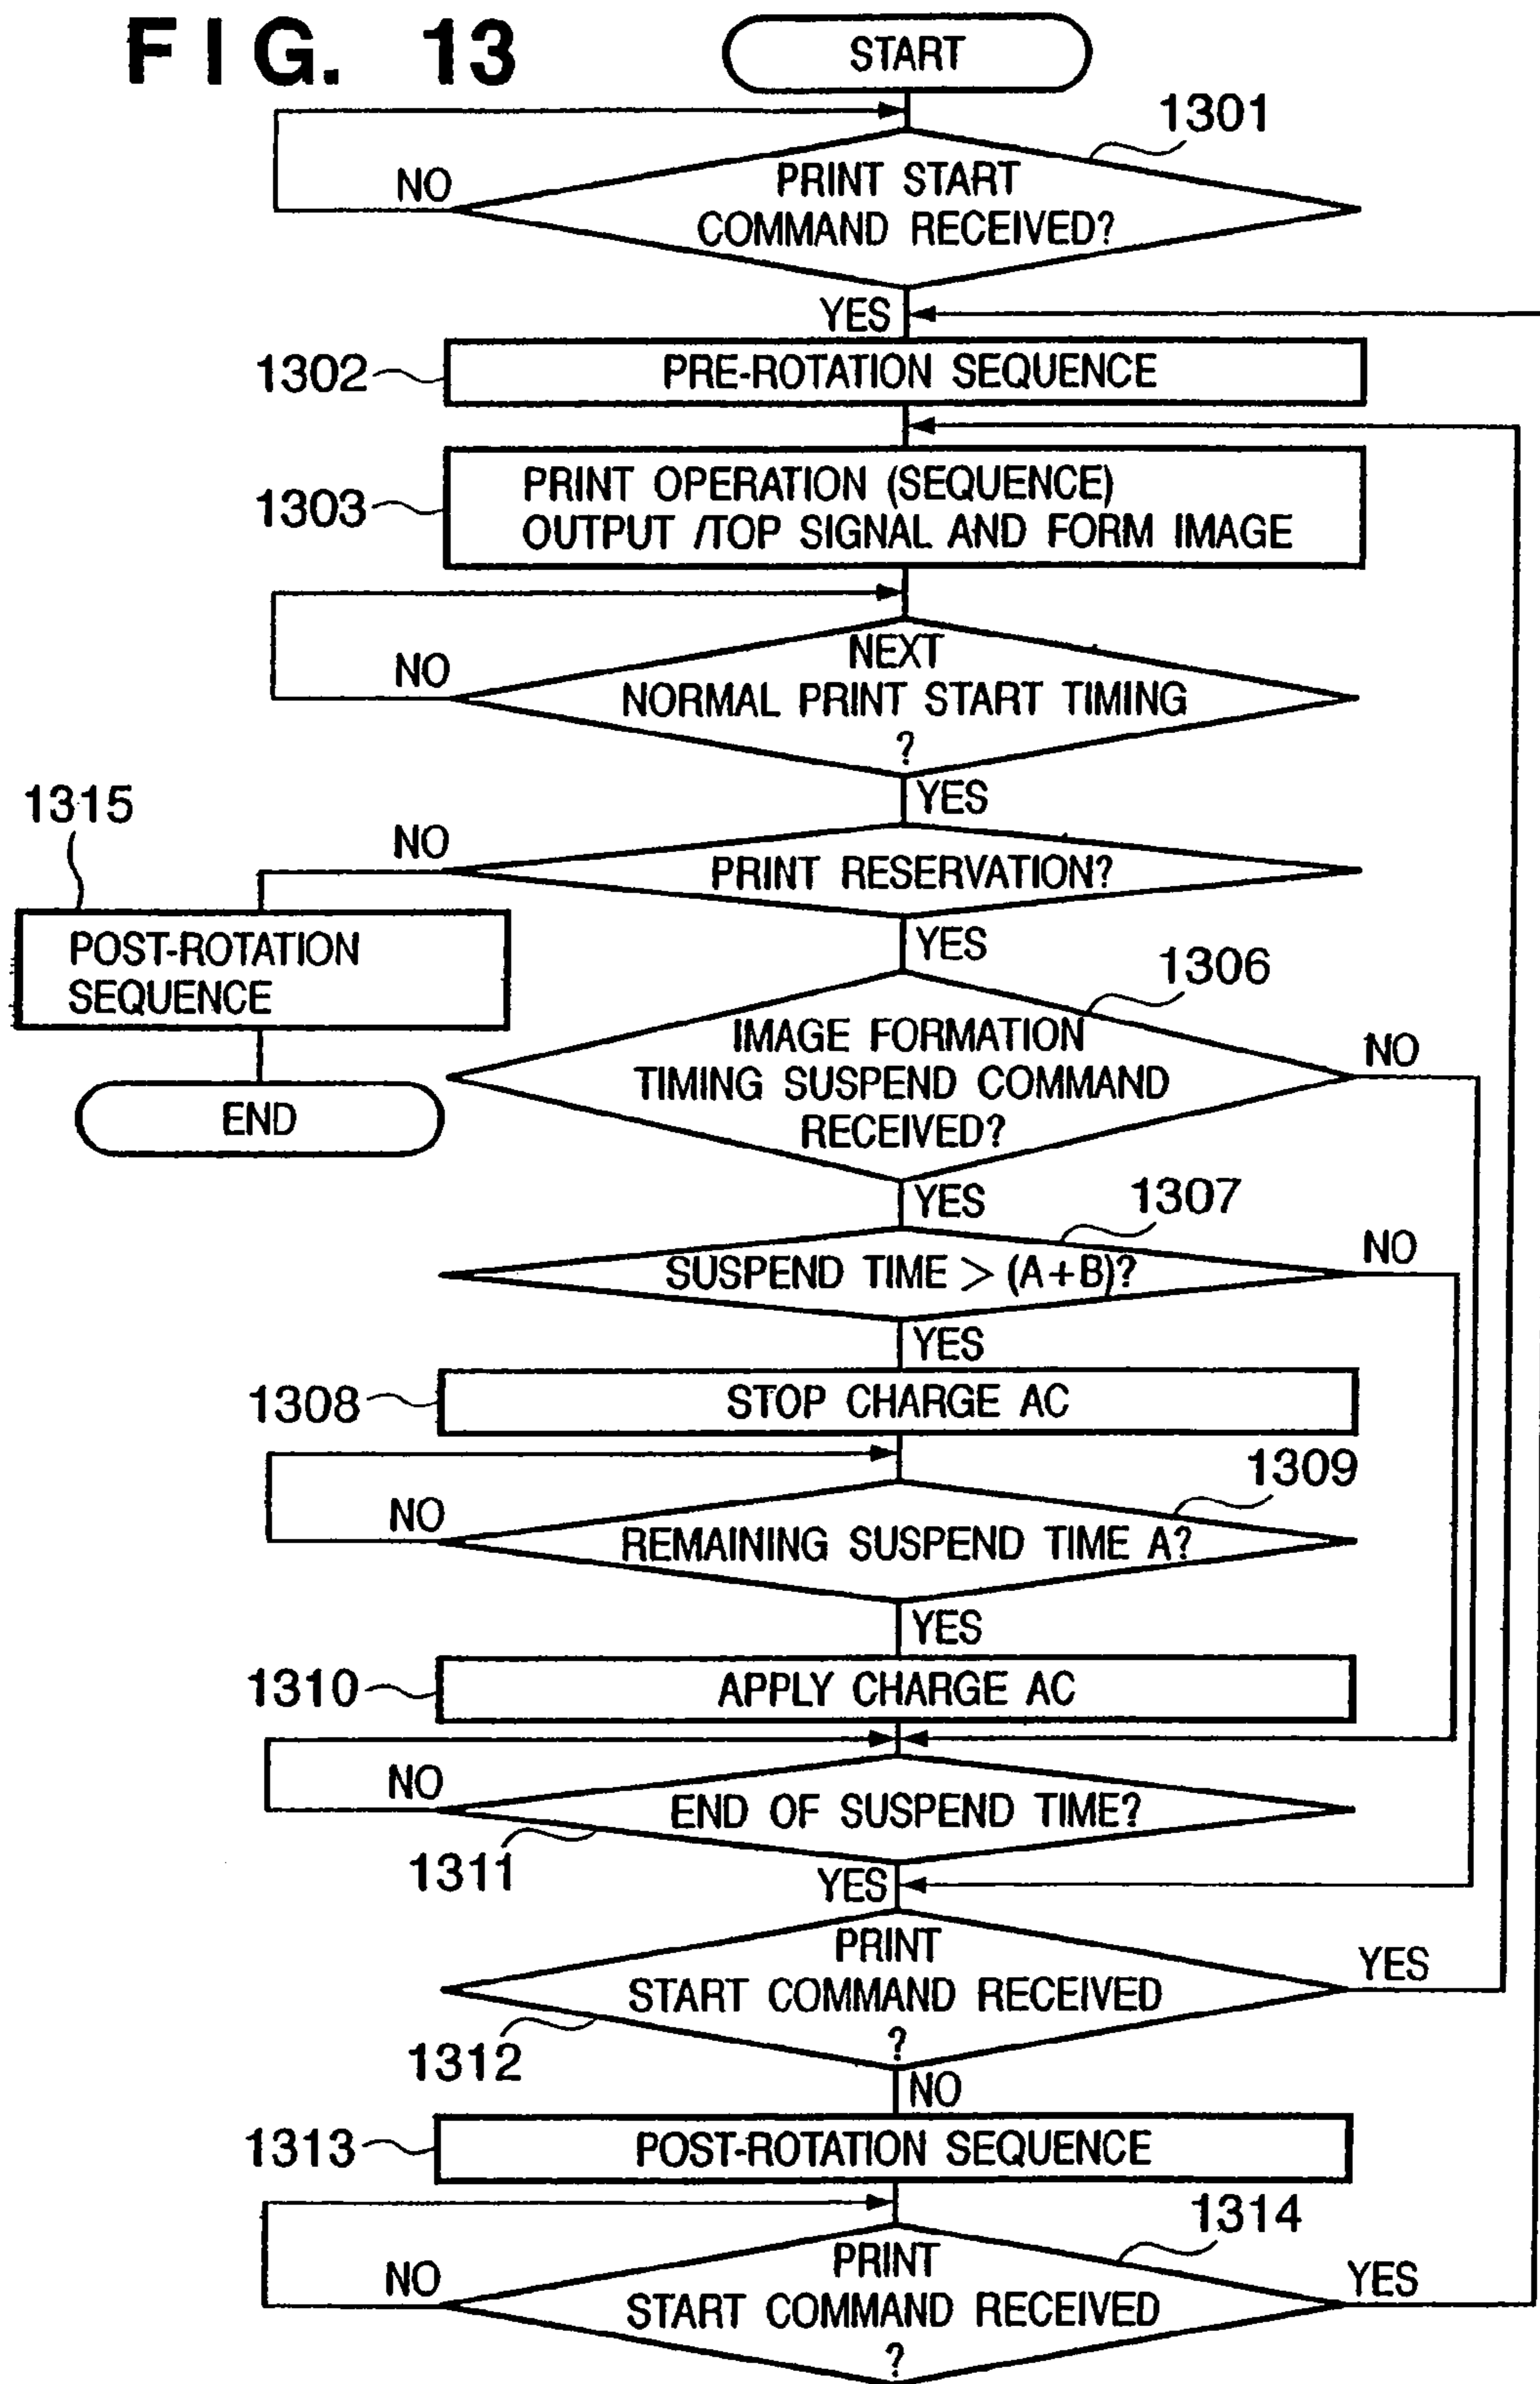 FIG. 13
START
1301
PRINT START
COMMAND RECEIVED?
NO
YES
1302
PRE-ROTATION SEQUENCE
1303
PRINT OPERATION (SEQUENCE)
OUTPUT /TOP SIGNAL AND FORM IMAGE
NEXT
NORMAL PRINT START TIMING
?
NO
YES
1315
NO
PRINT RESERVATION?
YES
POST-ROTATION
SEQUENCE
END
1306
IMAGE FORMATION
TIMING SUSPEND COMMAND
RECEIVED?
NO
YES
1307
SUSPEND TIME > (A+B)?
NO
YES
1308
STOP CHARGE AC
1309
NO
REMAINING SUSPEND TIME A?
YES
1310
APPLY CHARGE AC
NO
END OF SUSPEND TIME?
1311
YES
PRINT
START COMMAND RECEIVED
?
YES
1312
NO
1313
POST-ROTATION SEQUENCE
1314
PRINT
START COMMAND RECEIVED
?
NO
YES